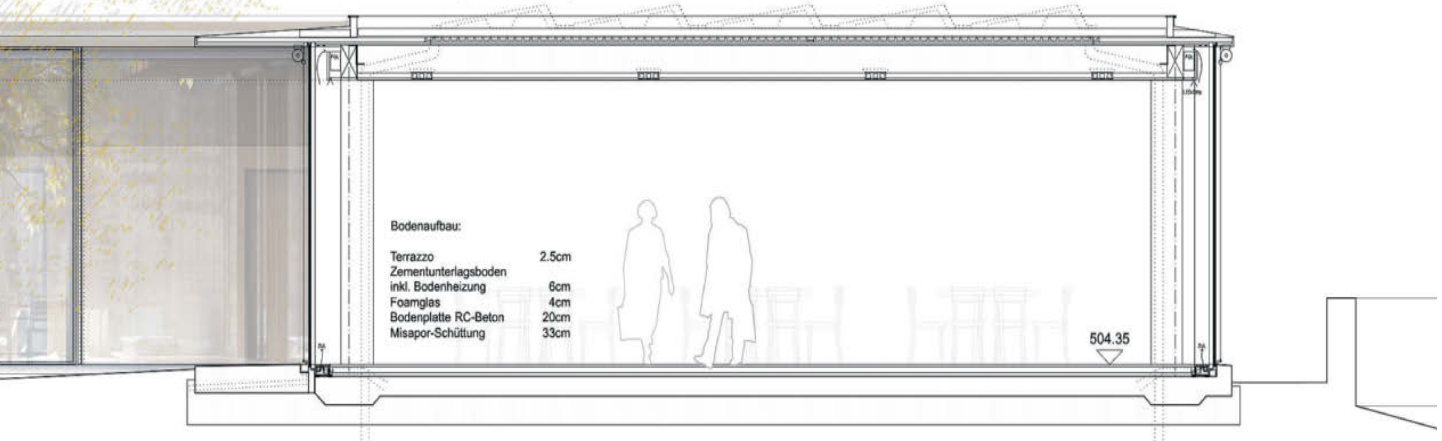 Bodenaufbau:
Terrazzo 2.5cm
Zementunterlagsboden
inkl. Bodenheizung 6cm
Foamglas 4cm
Bodenplatte RC-Beton 20cm
Misapor-Schüttung 33cm
504.35